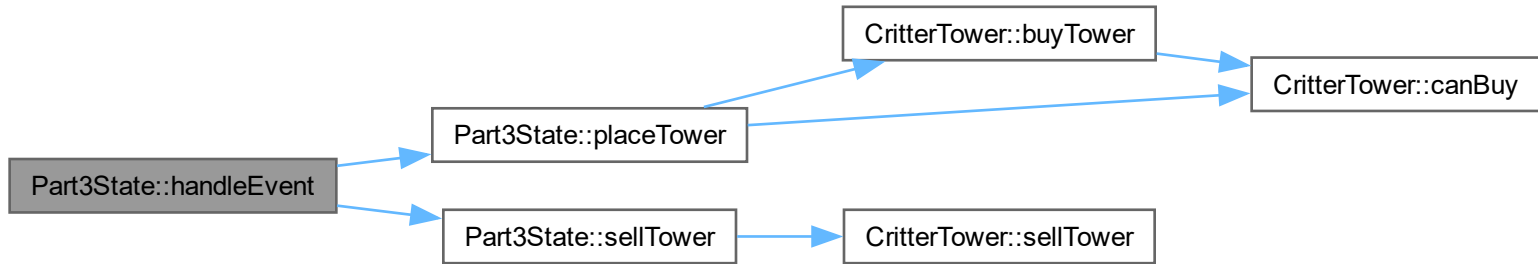 CritterTower::buyTower
CritterTower::canBuy
Part3State::placeTower
Part3State::handleEvent
Part3State::sellTower
CritterTower::sellTower